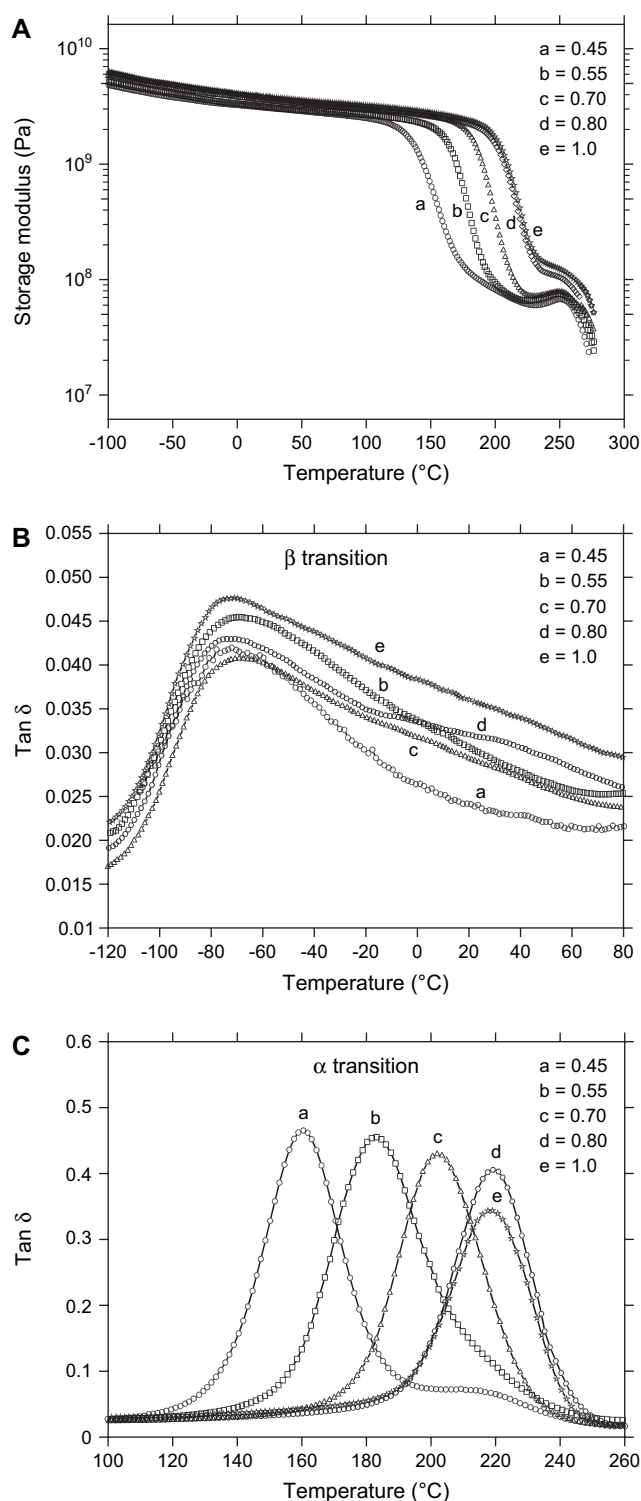 A
Storage modulus (Pa)
10¹⁰
10⁹
10⁸
10⁷
a = 0.45
b = 0.55
c = 0.70
d = 0.80
e = 1.0
a
b
c
d
e
-100 -50 0 50 100 150 200 250 300
Temperature (°C)
B
β transition
Tan δ
0.055
0.050
0.045
0.040
0.035
0.030
0.025
0.020
0.015
0.01
a = 0.45
b = 0.55
c = 0.70
d = 0.80
e = 1.0
e
b
d
c
a
-120 -100 -80 -60 -40 -20 0 20 40 60 80
Temperature (°C)
C
α transition
Tan δ
0.6
0.5
0.4
0.3
0.2
0.1
0
a = 0.45
b = 0.55
c = 0.70
d = 0.80
e = 1.0
a
b
c
d
e
100 120 140 160 180 200 220 240 260
Temperature (°C)